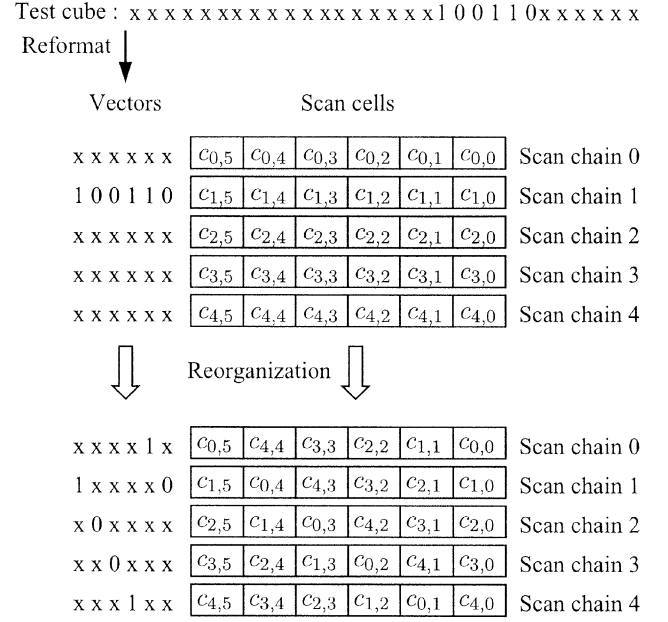 Test cube : x x x x x x x x x x x x x x x x x x 1 0 0 1 1 0 x x x x x x
Reformat
Vectors Scan cells
x x x x x x c0,5 c0,4 c0,3 c0,2 c0,1 c0,0 Scan chain 0
1 0 0 1 1 0 c1,5 c1,4 c1,3 c1,2 c1,1 c1,0 Scan chain 1
x x x x x x c2,5 c2,4 c2,3 c2,2 c2,1 c2,0 Scan chain 2
x x x x x x c3,5 c3,4 c3,3 c3,2 c3,1 c3,0 Scan chain 3
x x x x x x c4,5 c4,4 c4,3 c4,2 c4,1 c4,0 Scan chain 4
Reorganization
x x x x 1 x c0,5 c4,4 c3,3 c2,2 c1,1 c0,0 Scan chain 0
1 x x x x 0 c1,5 c0,4 c4,3 c3,2 c2,1 c1,0 Scan chain 1
x 0 x x x x c2,5 c1,4 c0,3 c4,2 c3,1 c2,0 Scan chain 2
x x 0 x x x c3,5 c2,4 c1,3 c0,2 c4,1 c3,0 Scan chain 3
x x x 1 x x c4,5 c3,4 c2,3 c1,2 c0,1 c4,0 Scan chain 4